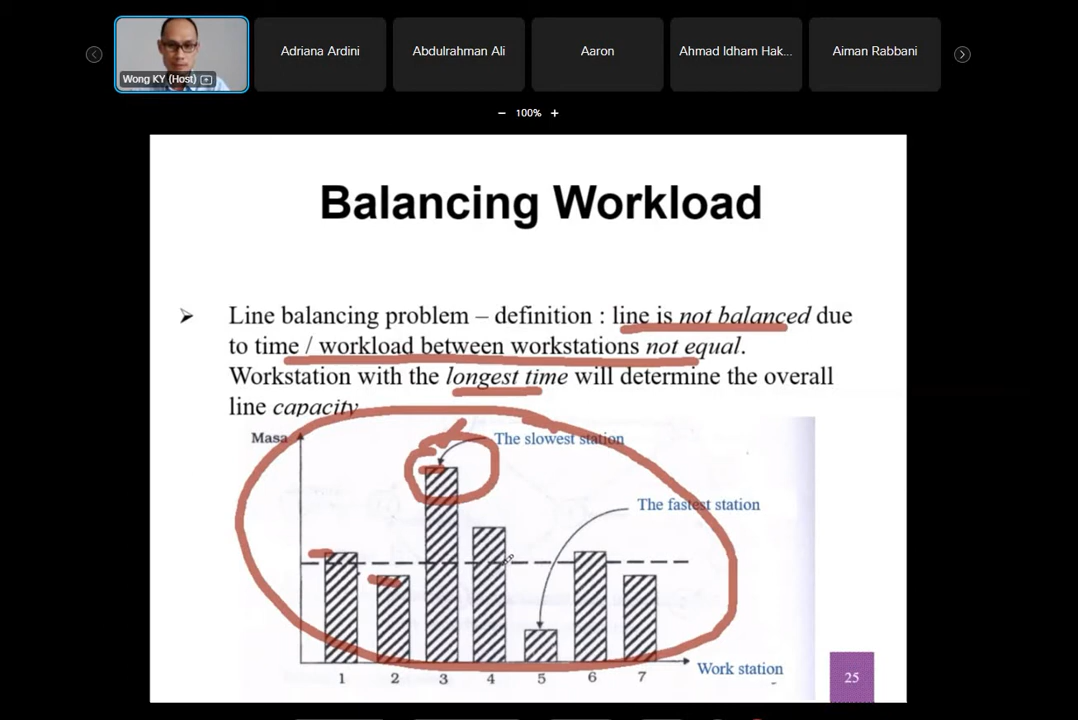 Wong KY (Host)
Adriana Ardini
Abdulrahman Ali
Aaron
Ahmad Idham Hak...
Aiman Rabbani
100%
Balancing Workload
Line balancing problem – definition : line is not balanced due
to time / workload between workstations not equal.
Workstation with the longest time will determine the overall
line capacity
Masa
The slowest station
The fastest station
1 2 3 4 5 6 7
Work station
25